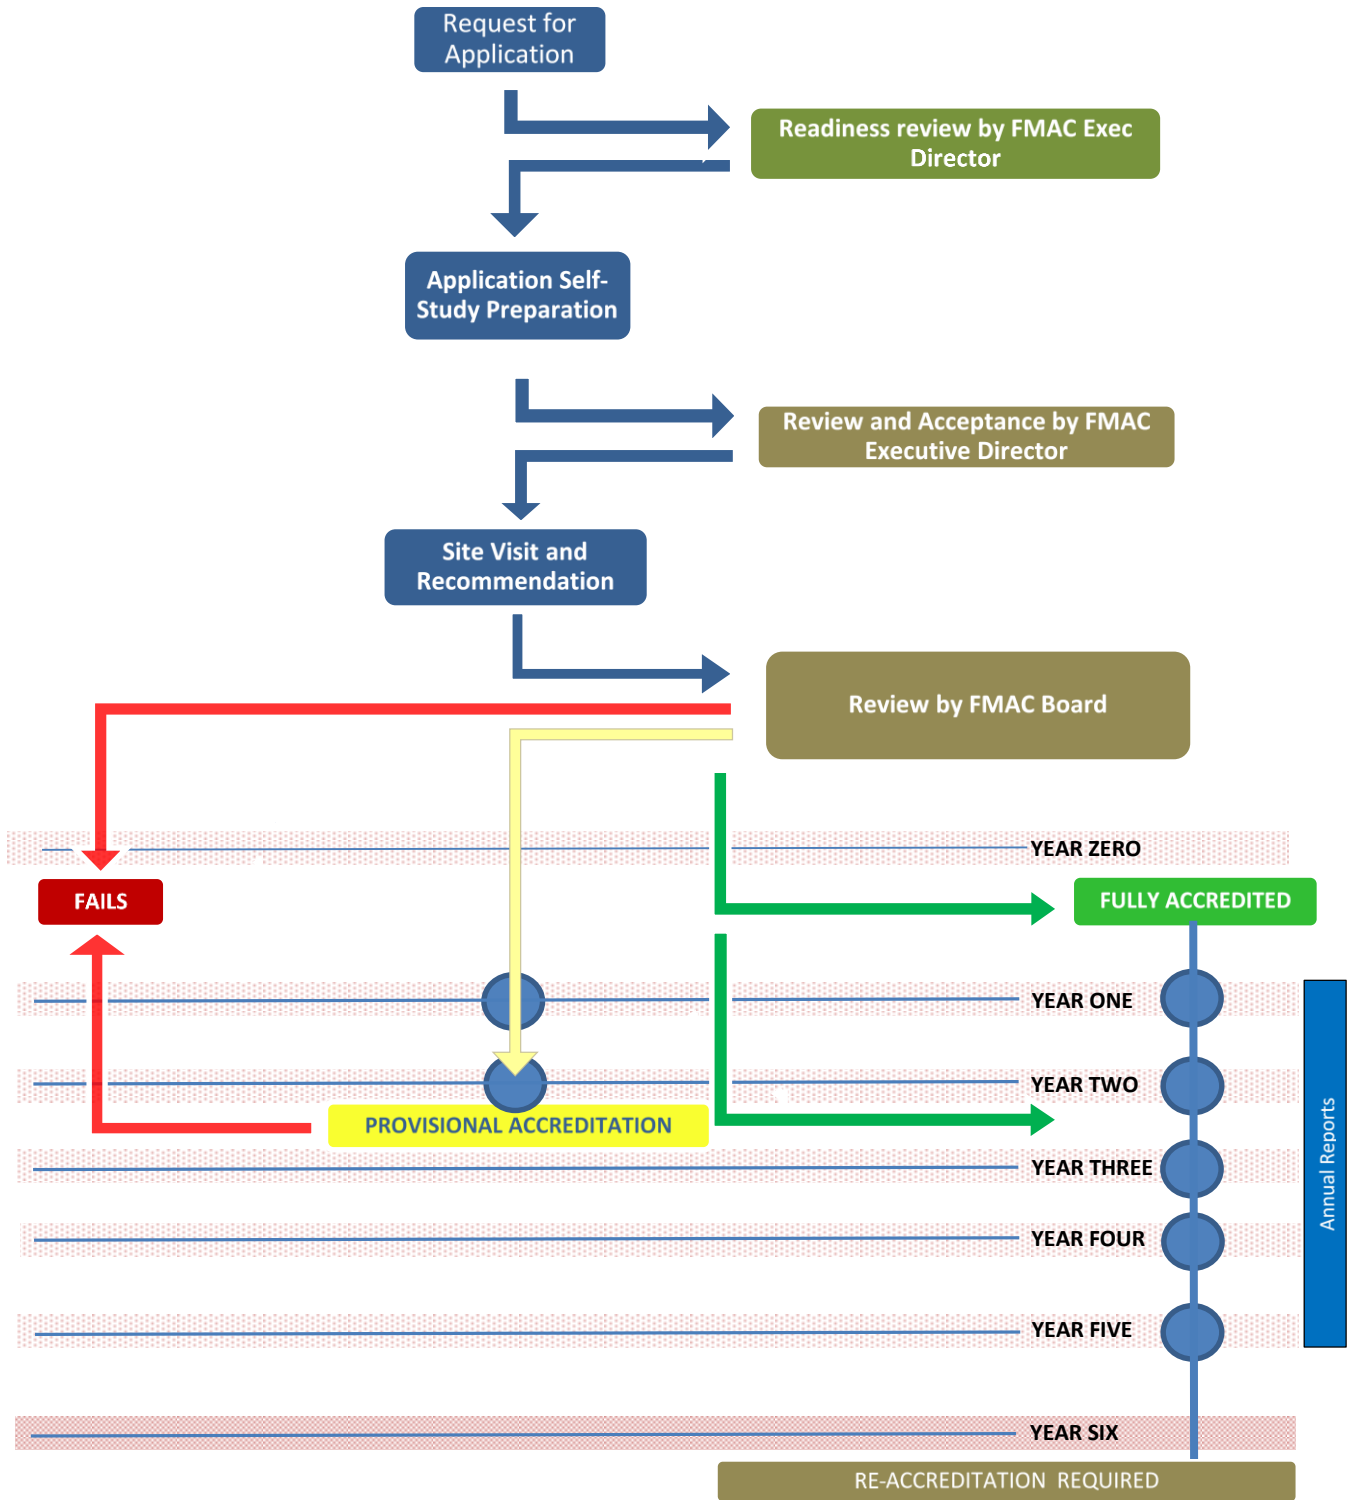 Request for
Application
Readiness review by FMAC Exec
Director
Application Self-
Study Preparation
Review and Acceptance by FMAC
Executive Director
Site Visit and
Recommendation
Review by FMAC Board
YEAR ZERO
FAILS
FULLY ACCREDITED
YEAR ONE
YEAR TWO
PROVISIONAL ACCREDITATION
YEAR THREE
Annual Reports
YEAR FOUR
YEAR FIVE
YEAR SIX
RE-ACCREDITATION REQUIRED